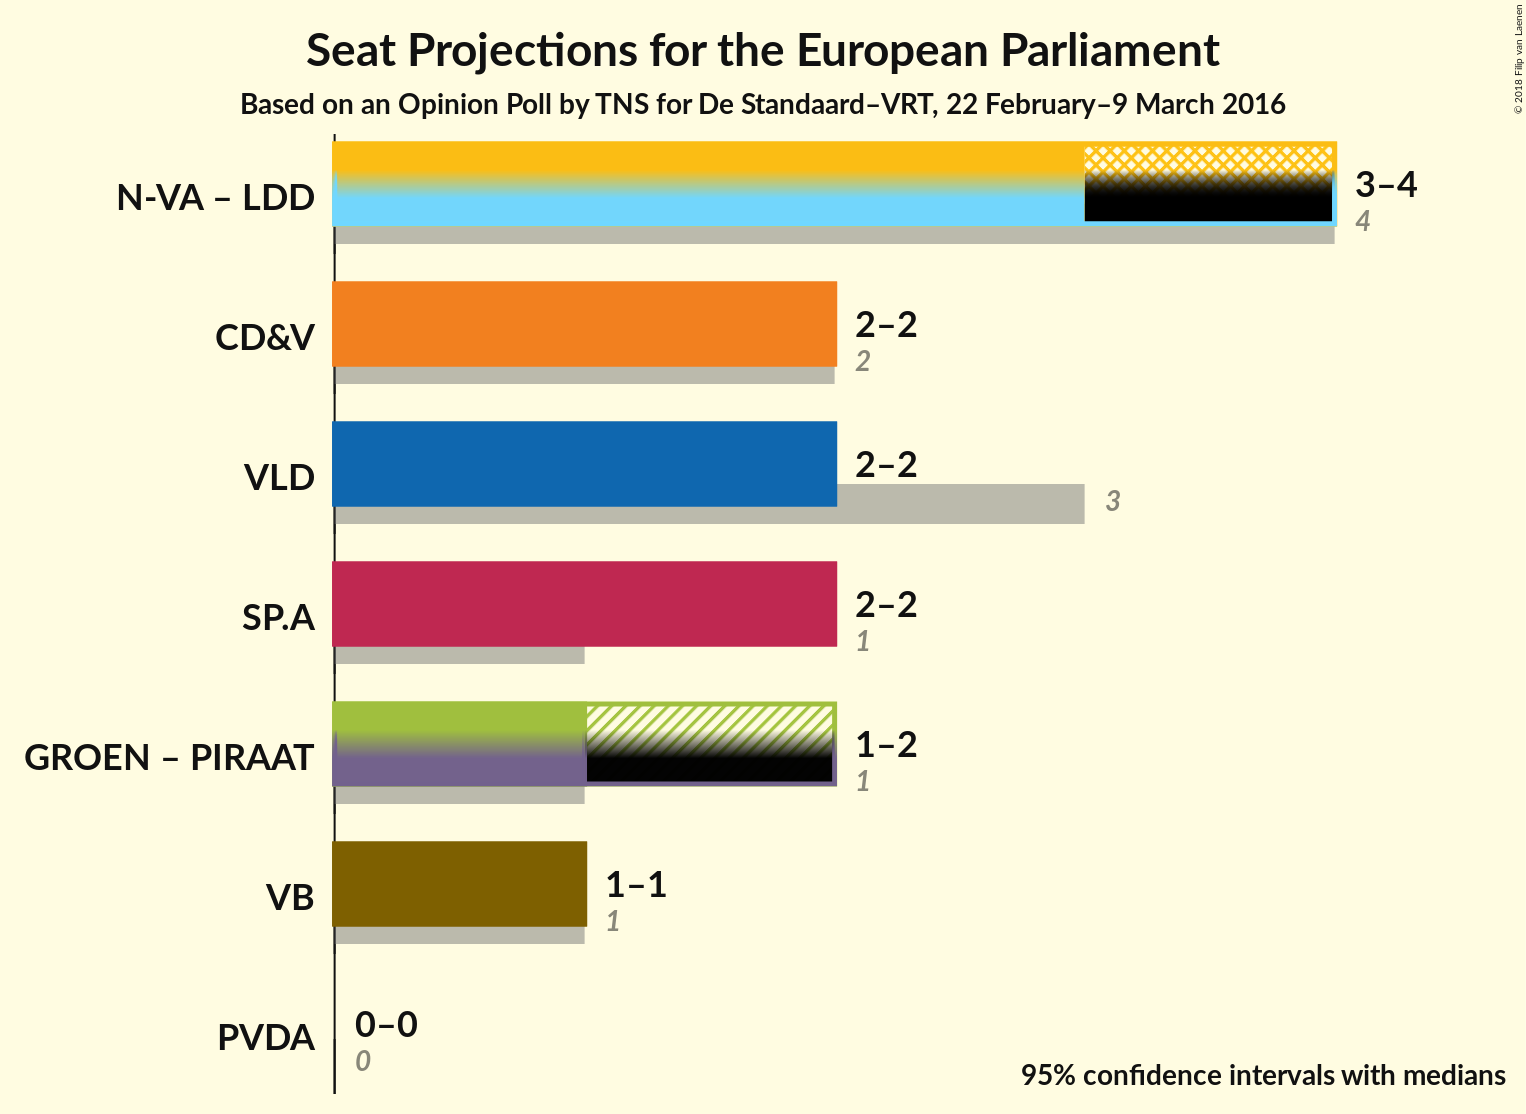 Seat Projections for the European Parliament
Based on an Opinion Poll by TNS for De Standaard–VRT, 22 February–9 March 2016
© 2018 Filip van Laenen
N-VA – LDD
3–4
4
CD&V
2–2
2
VLD
2–2
3
SP.A
2–2
1
GROEN – PIRAAT
1–2
1
VB
1–1
1
PVDA
0–0
0
95% confidence intervals with medians